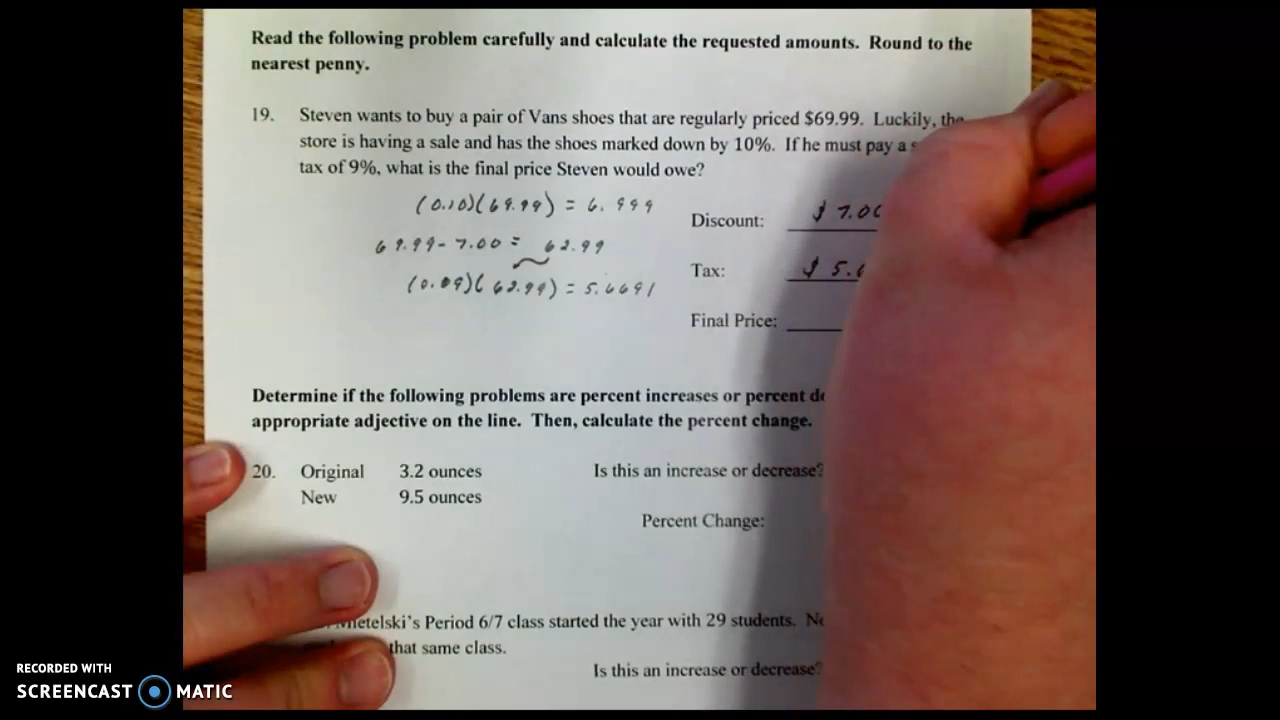 Read the following problem carefully and calculate the requested amounts. Round to the
nearest penny.
19. Steven wants to buy a pair of Vans shoes that are regularly priced $69.99. Luckily, the
store is having a sale and has the shoes marked down by 10%. If he must pay a
tax of 9%, what is the final price Steven would owe?
(0.10)(69.99) = 6.999
Discount: $7.00
69.99 - 7.00 = 62.99
Tax: $5.6
(0.09)(62.99) = 5.6691
Final Price:
Determine if the following problems are percent increases or percent
appropriate adjective on the line. Then, calculate the percent change.
20. Original 3.2 ounces Is this an increase or decrease?
New 9.5 ounces
Percent Change:
Mietelski's Period 6/7 class started the year with 29 students.
that same class.
Is this an increase or decrease?
RECORDED WITH
SCREENCAST MATIC